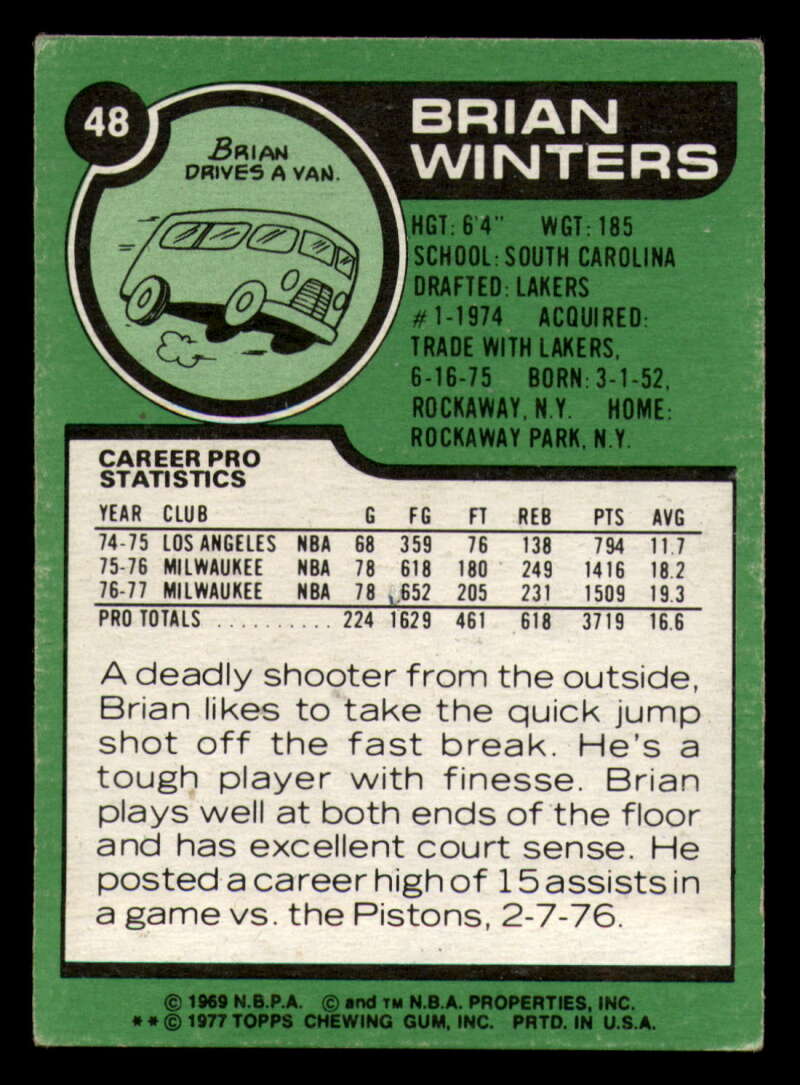 48
BRIAN
DRIVES A VAN.
BRIAN
WINTERS
HGT: 6'4" WGT: 185
SCHOOL: SOUTH CAROLINA
DRAFTED: LAKERS
#1-1974 ACQUIRED:
TRADE WITH LAKERS,
6-16-75 BORN: 3-1-52,
ROCKAWAY, N.Y. HOME:
ROCKAWAY PARK, N.Y.
CAREER PRO
STATISTICS
YEAR CLUB G FG FT REB PTS AVG
74-75 LOS ANGELES NBA 68 359 76 138 794 11.7
75-76 MILWAUKEE NBA 78 618 180 249 1416 18.2
76-77 MILWAUKEE NBA 78 652 205 231 1509 19.3
PRO TOTALS .......... 224 1629 461 618 3719 16.6
A deadly shooter from the outside,
Brian likes to take the quick jump
shot off the fast break. He's a
tough player with finesse. Brian
plays well at both ends of the floor
and has excellent court sense. He
posted a career high of 15 assists in
a game vs. the Pistons, 2-7-76.
© 1969 N.B.P.A. © and TM N.B.A. PROPERTIES, INC.
**© 1977 TOPPS CHEWING GUM, INC. PRTD. IN U.S.A.